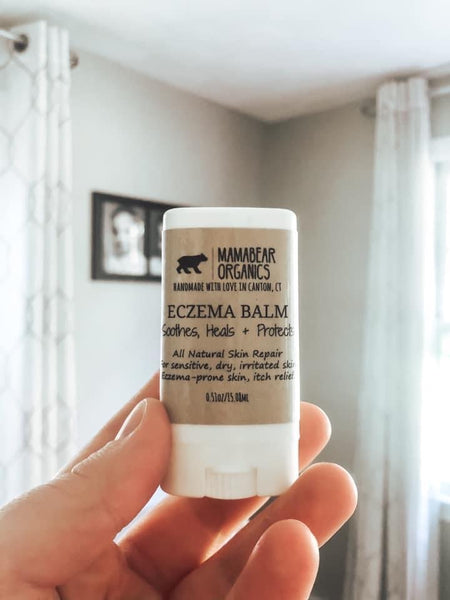 MAMABEAR
ORGANICS
HANDMADE WITH LOVE IN CANTON, CT
ECZEMA BALM
Soothes, Heals + Protects
All Natural Skin Repair
For sensitive, dry, irritated skin
Eczema-prone skin, itch relief
0.51oz/15.08ML